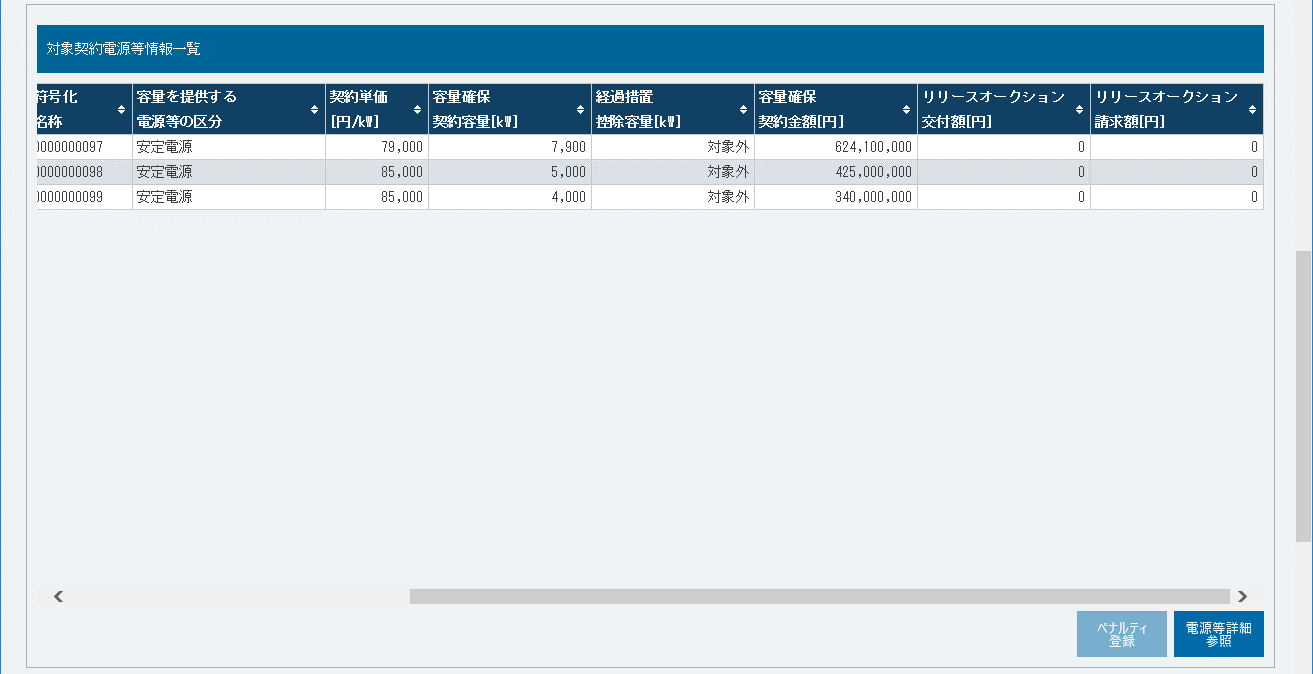 対象契約電源等情報一覧
符号化 容量を提供する 契約単価 容量確保 経過措置 容量確保 リリースオークション リリースオークション
名称 電源等の区分 [円/kW] 契約容量[kW] 控除容量[kW] 契約金額[円] 交付額[円] 請求額[円]
0000000097 安定電源 79,000 7,900 対象外 624,100,000 0 0
0000000098 安定電源 85,000 5,000 対象外 425,000,000 0 0
0000000099 安定電源 85,000 4,000 対象外 340,000,000 0 0
ペナルティ 電源等詳細
登録 参照